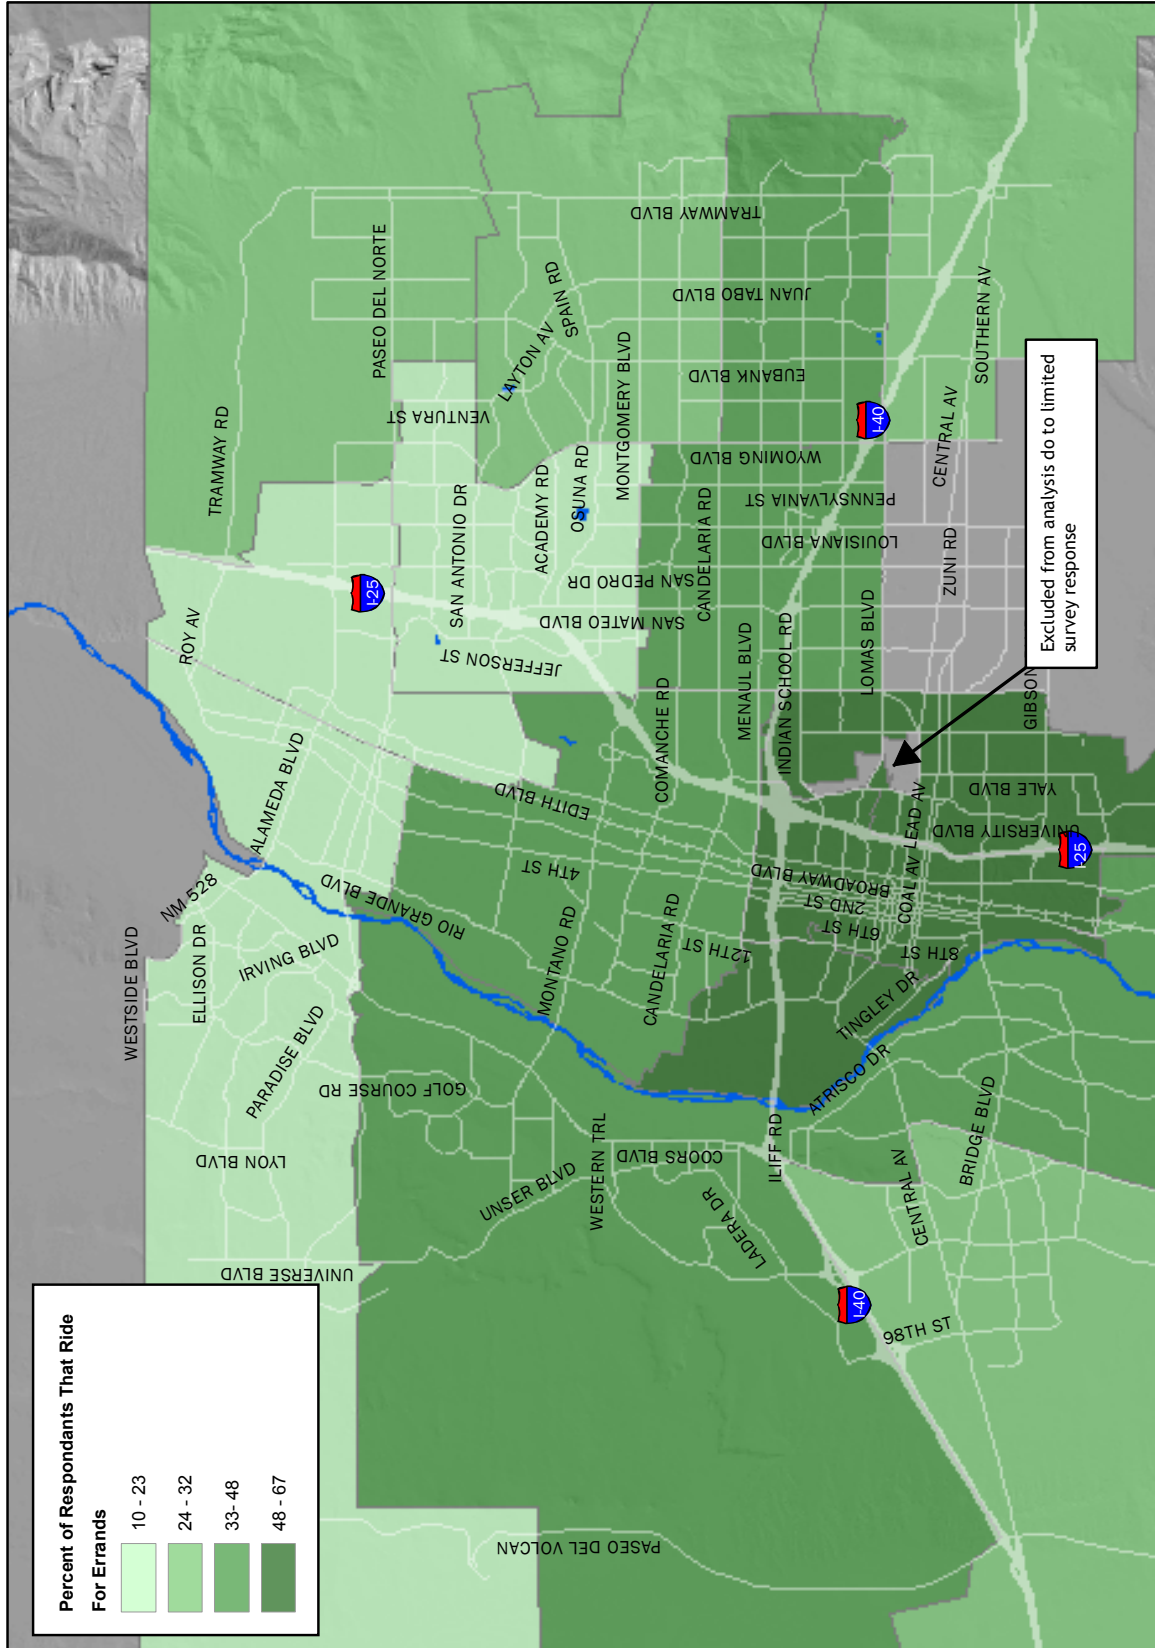 Percent of Respondants That Ride
For Errands
10 - 23
24 - 32
33- 48
48 - 67
WESTSIDE BLVD
NM 528
ELLISON DR
IRVING BLVD
PARADISE BLVD
LYON BLVD
UNIVERSE BLVD
GOLF COURSE RD
UNSER BLVD
WESTERN TRL
COORS BLVD
LADERA DR
ILIFF RD
I-40
98TH ST
CENTRAL AV
BRIDGE BLVD
ATRISCO DR
TINGLEY DR
PASEO DEL VOLCAN
ALAMEDA BLVD
RIO GRANDE BLVD
ROY AV
EDITH BLVD
4TH ST
MONTANO RD
CANDELARIA RD
12TH ST
COMANCHE RD
MENAUL BLVD
INDIAN SCHOOL RD
BROADWAY BLVD
2ND ST
6TH ST
8TH ST
COAL AV
LEAD AV
UNIVERSITY BLVD
YALE BLVD
I-25
GIBSON
LOMAS BLVD
TRAMWAY RD
PASEO DEL NORTE
I-25
SAN ANTONIO DR
JEFFERSON ST
VENTURA ST
LAYTON AV
SPAIN RD
ACADEMY RD
OSUNA RD
MONTGOMERY BLVD
SAN PEDRO DR
SAN MATEO BLVD
CANDELARIA RD
TRAMWAY BLVD
JUAN TABO BLVD
EUBANK BLVD
WYOMING BLVD
PENNSYLVANIA ST
LOUISIANA BLVD
I-40
CENTRAL AV
SOUTHERN AV
ZUNI RD
Excluded from analysis do to limited
survey response